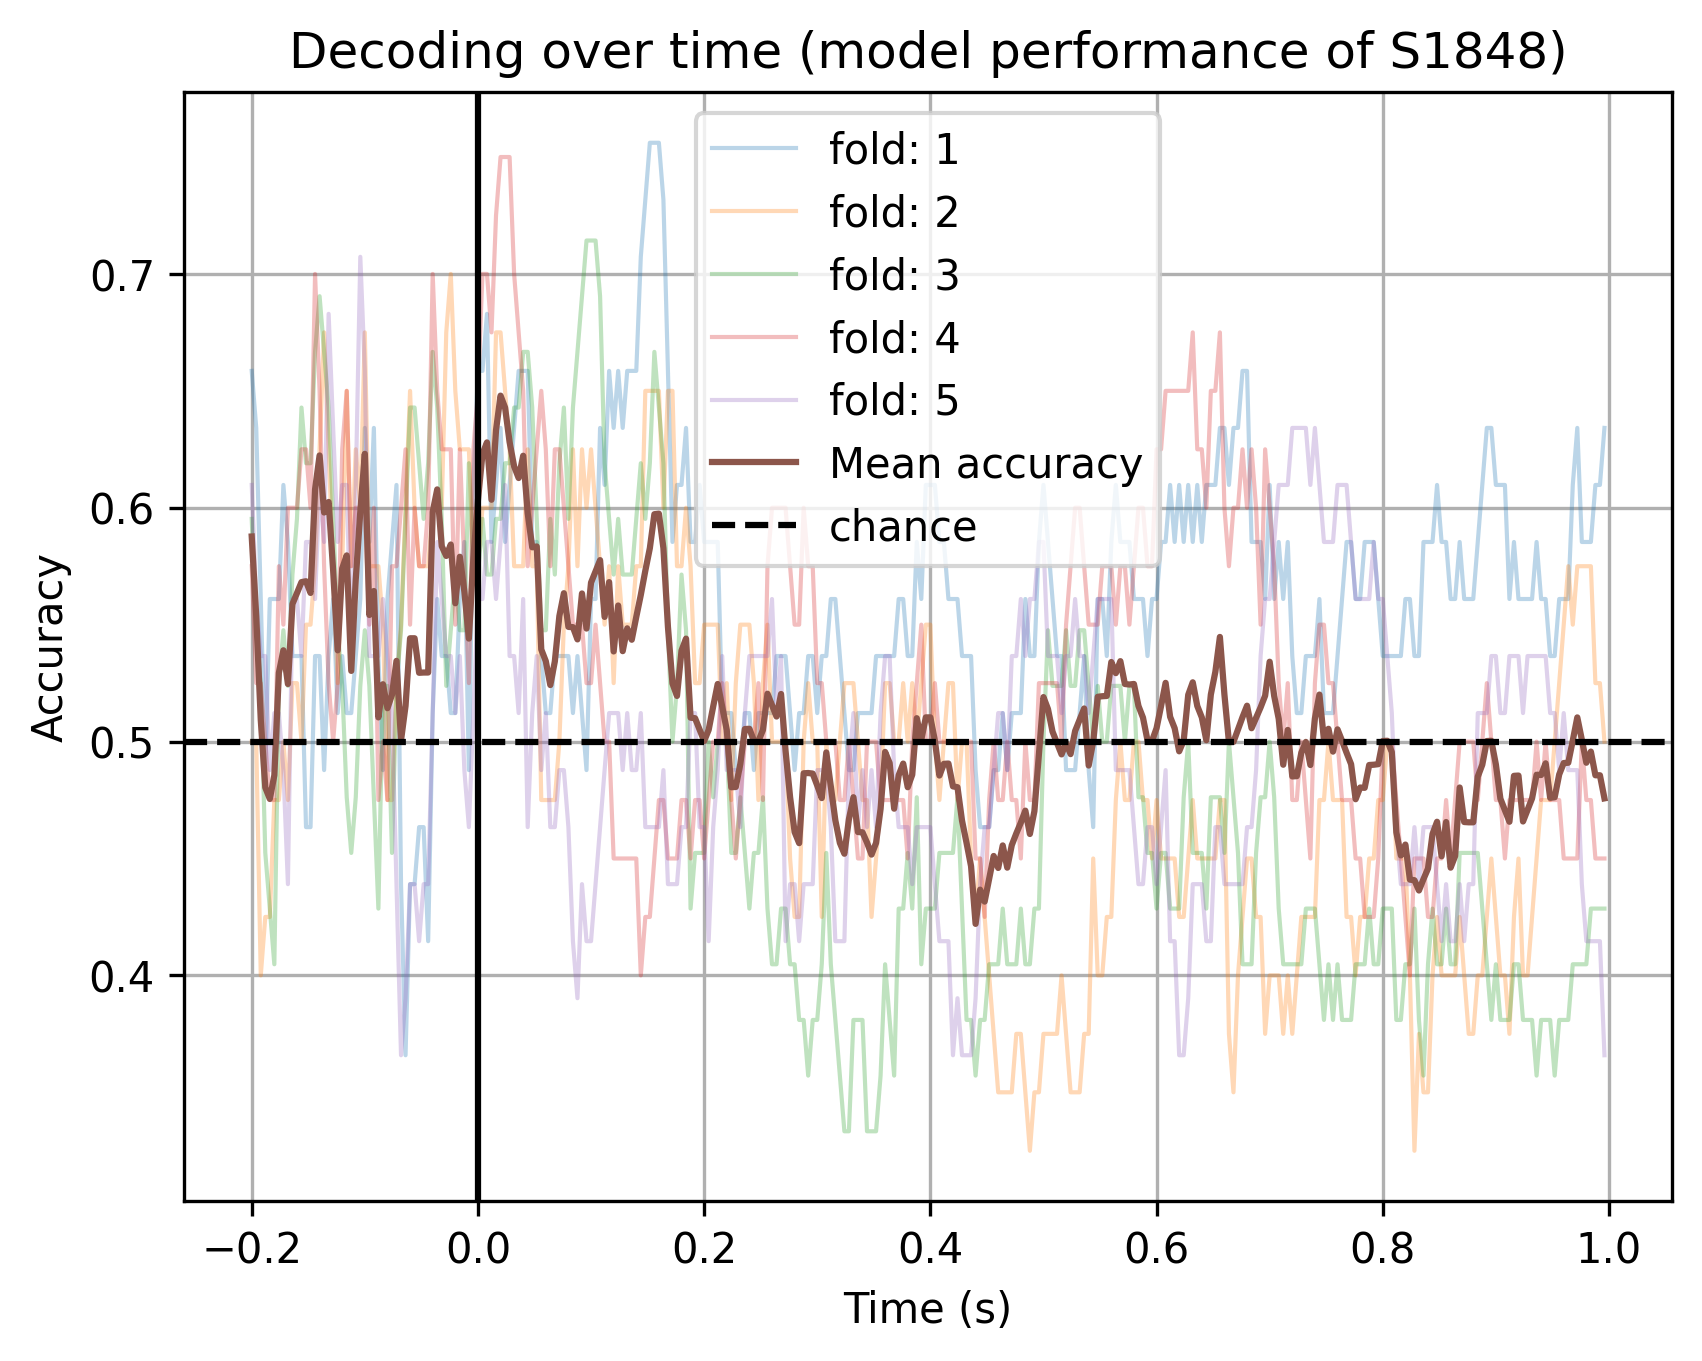 Decoding over time (model performance of S1848)
fold: 1
fold: 2
fold: 3
fold: 4
fold: 5
Mean accuracy
chance
Accuracy
0.7
0.6
0.5
0.4
−0.2 0.0 0.2 0.4 0.6 0.8 1.0
Time (s)